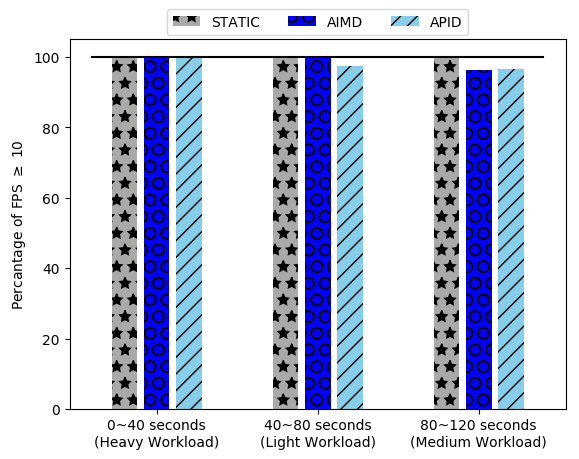 STATIC AIMD APID
Percantage of FPS ≥ 10
100
80
60
40
20
0
0~40 seconds
(Heavy Workload)
40~80 seconds
(Light Workload)
80~120 seconds
(Medium Workload)